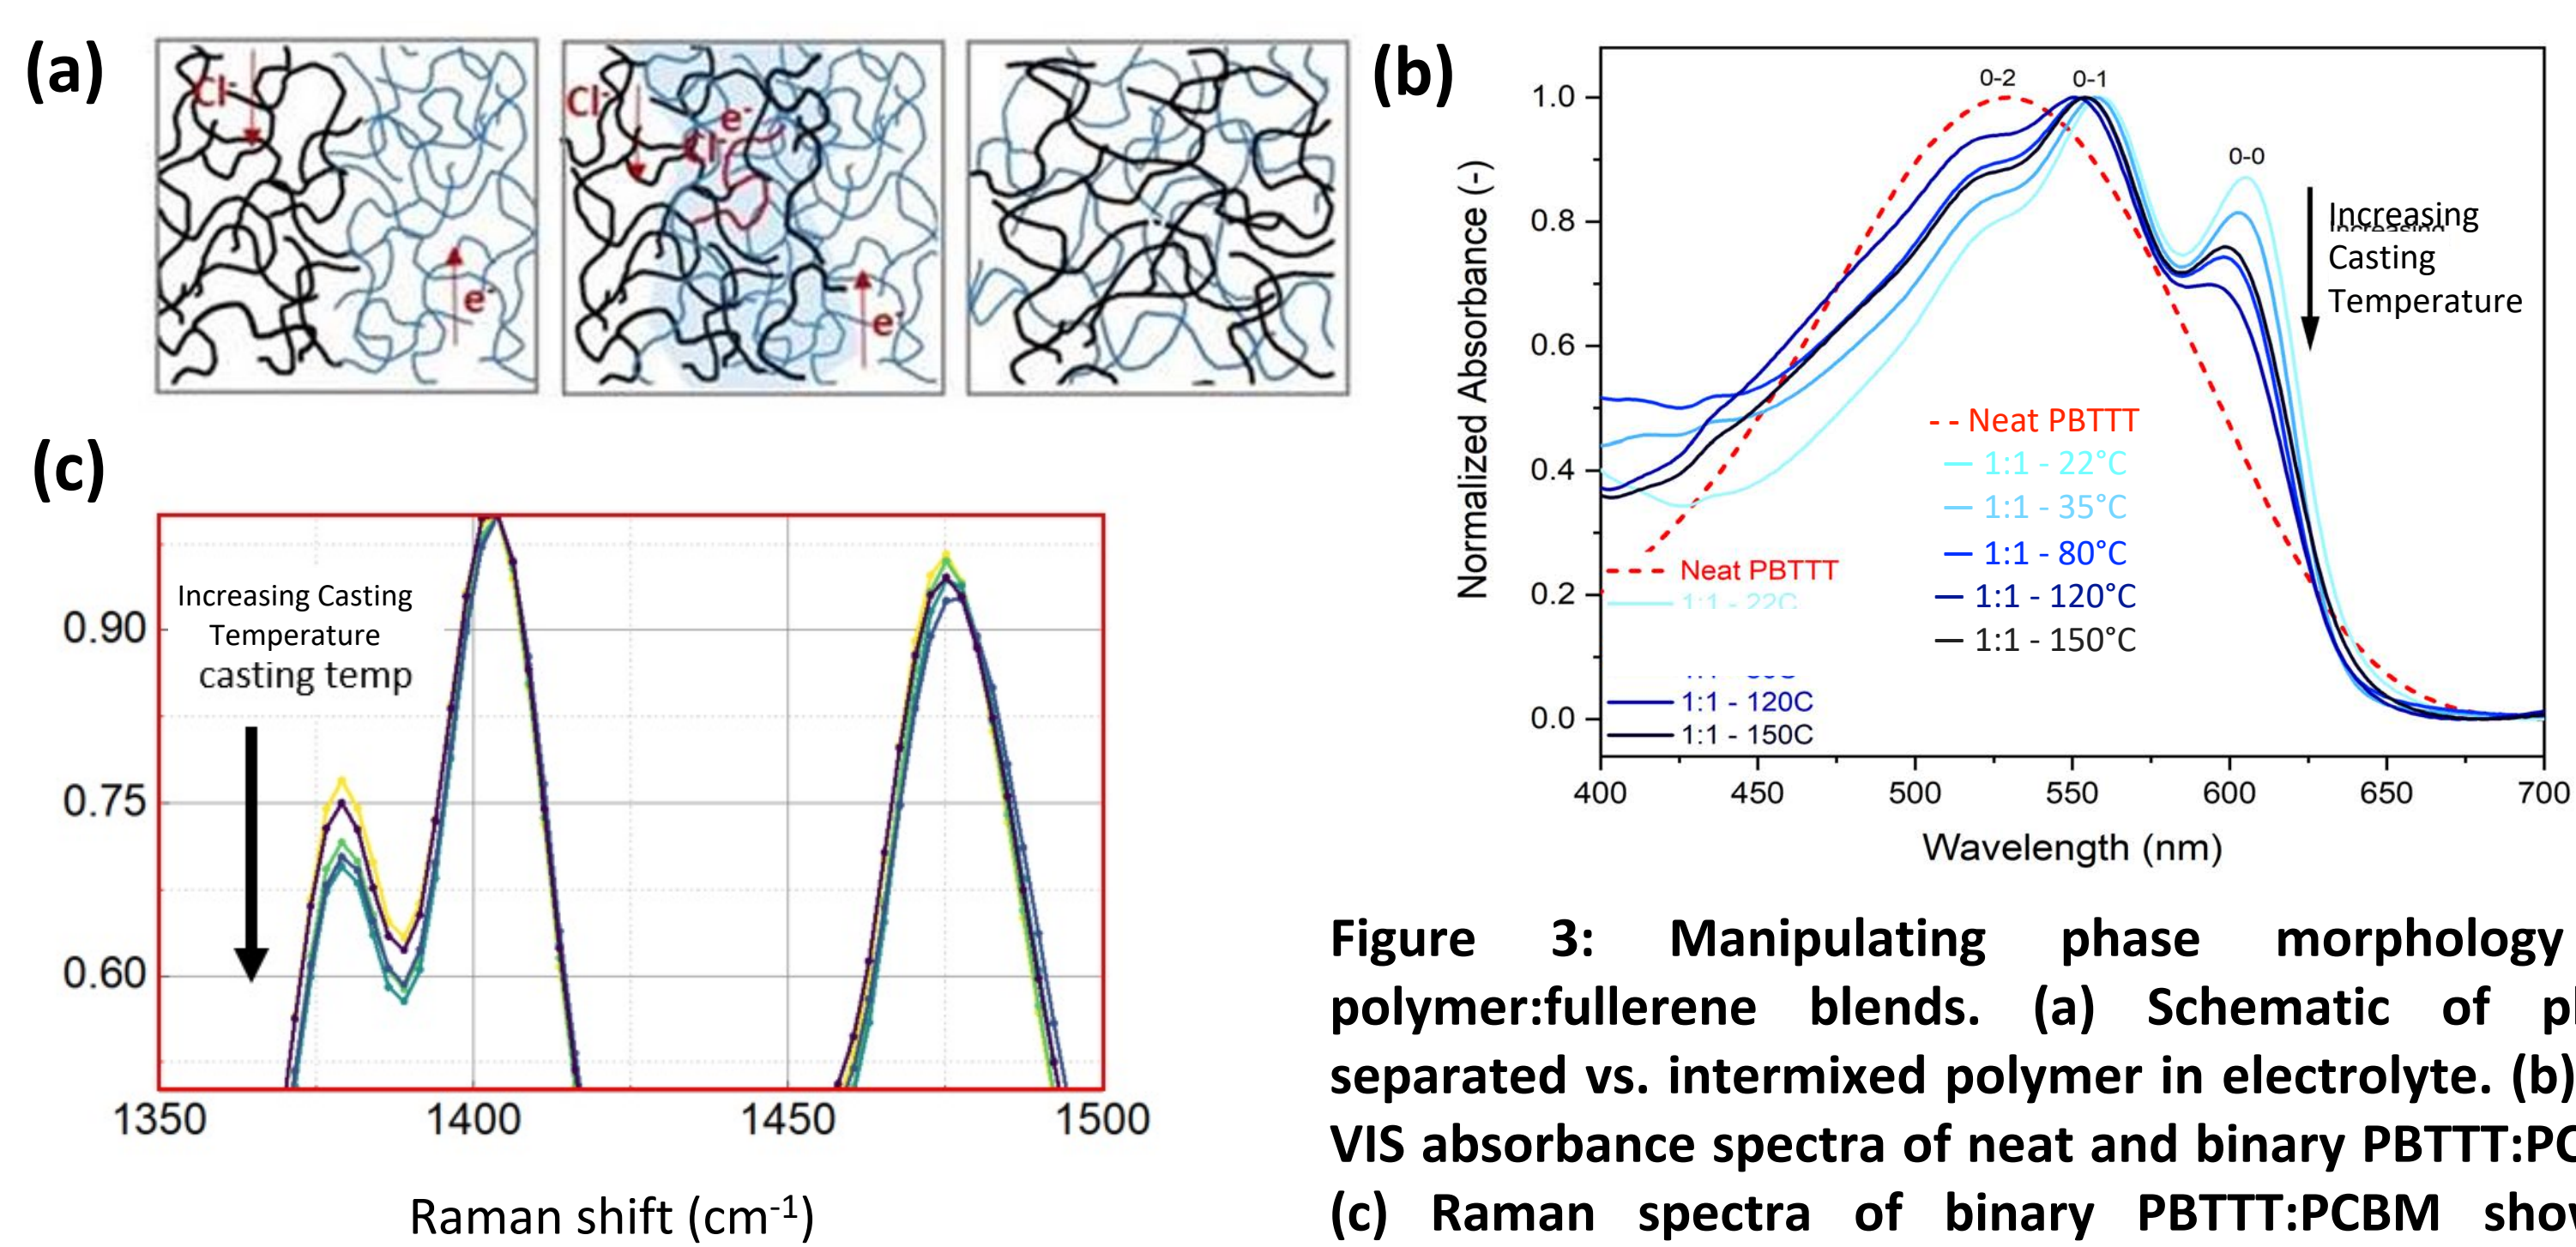 (a)
Cl-
e-
Cl-
e-
Cl-
e-
(b)
Normalized Absorbance (-)
1.0
0.8
0.6
0.4
0.2
0.0
0-2
0-1
0-0
Increasing
Casting
Temperature
Neat PBTTT
1:1 - 22°C
1:1 - 35°C
1:1 - 80°C
1:1 - 120°C
1:1 - 150°C
Neat PBTTT
1:1 - 22C
1:1 - 120C
1:1 - 150C
400 450 500 550 600 650 700
Wavelength (nm)
(c)
Increasing Casting
Temperature
casting temp
0.90
0.75
0.60
1350 1400 1450 1500
Raman shift (cm-1)
Figure 3: Manipulating phase morphology
polymer:fullerene blends. (a) Schematic of
separated vs. intermixed polymer in electrolyte. (b)
VIS absorbance spectra of neat and binary
(c) Raman spectra of binary PBTTT:PCBM